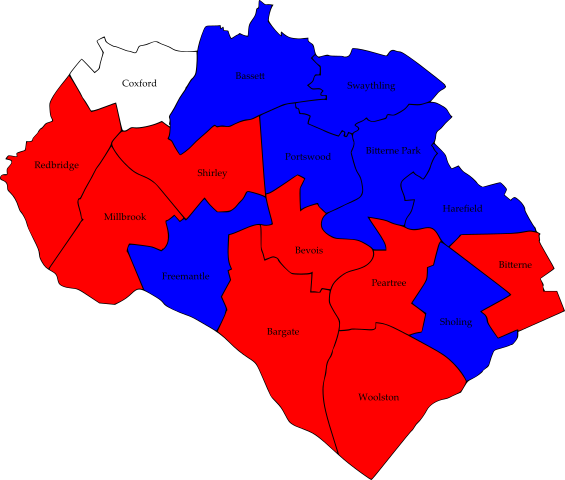 Bassett
Coxford
Swaythling
Bitterne Park
Portswood
Redbridge
Shirley
Harefield
Millbrook
Bevois
Bitterne
Freemantle
Peartree
Sholing
Bargate
Woolston